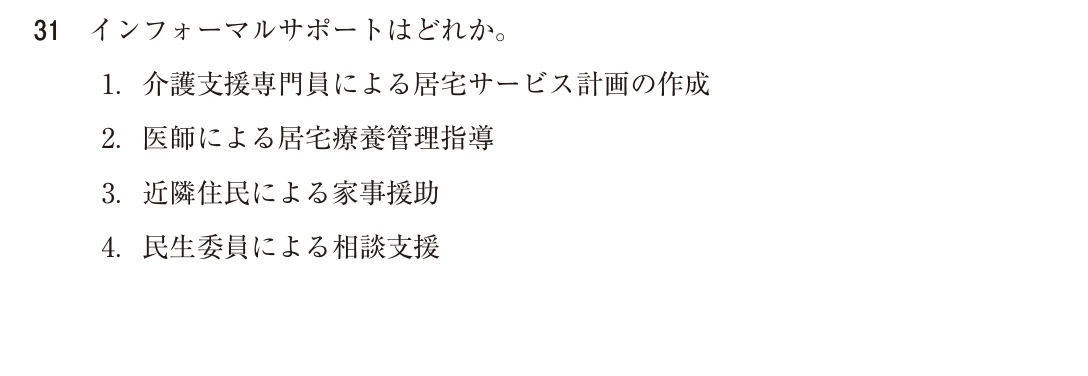 31 インフォーマルサポートはどれか。
1. 介護支援専門員による居宅サービス計画の作成
2. 医師による居宅療養管理指導
3. 近隣住民による家事援助
4. 民生委員による相談支援